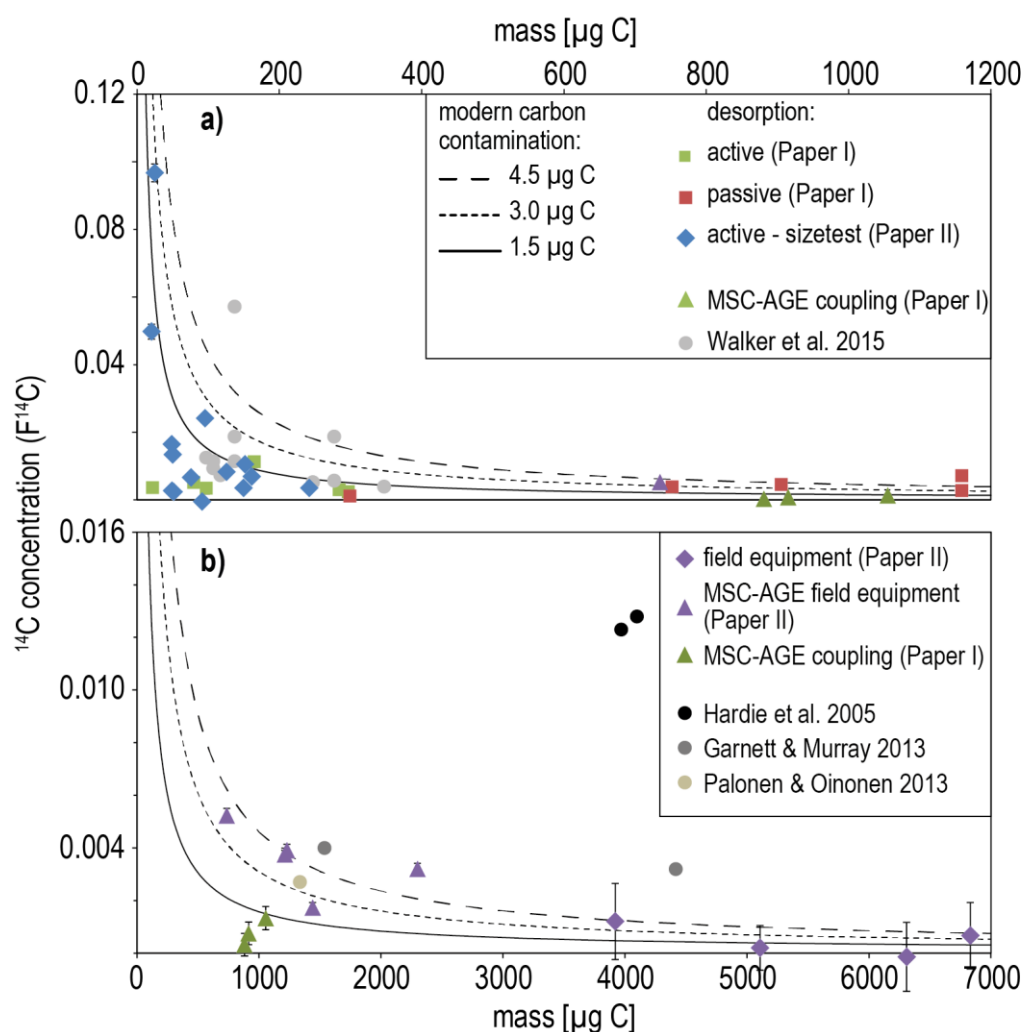 mass [µg C]
0 200 400 600 800 1000 1200
0.12
0.08
0.04
a)
modern carbon
contamination:
4.5 µg C
3.0 µg C
1.5 µg C
desorption:
active (Paper I)
passive (Paper I)
active - sizetest (Paper II)
MSC-AGE coupling (Paper I)
Walker et al. 2015
¹⁴C concentration (F¹⁴C)
0.016
0.010
0.004
b)
field equipment (Paper II)
MSC-AGE field equipment
(Paper II)
MSC-AGE coupling (Paper I)
Hardie et al. 2005
Garnett & Murray 2013
Palonen & Oinonen 2013
0 1000 2000 3000 4000 5000 6000 7000
mass [µg C]